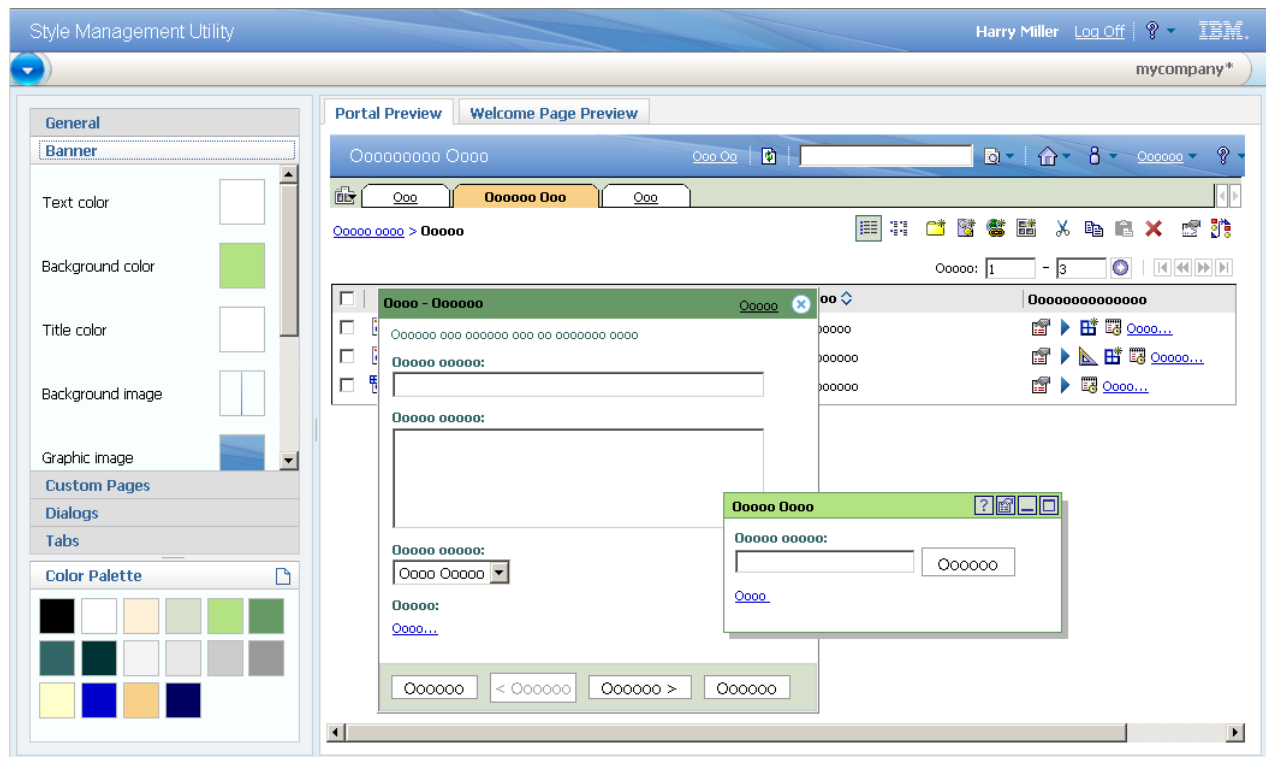 Style Management Utility
Harry Miller Log Off IBM.
mycompany*
General
Banner
Text color
Background color
Title color
Background image
Graphic image
Custom Pages
Dialogs
Tabs
Color Palette
Portal Preview Welcome Page Preview
Ooooooooo Oooo Ooo Oo Oooooo
Ooo Oooooo Ooo Ooo
Ooooo oooo > Ooooo
Ooooo: 1 - 3
oo Oooooooooooooo
ooooo Oooo...
oooooo Ooooo...
oooooo Oooo...
Oooo - Oooooo Ooooo
Oooooo ooo oooooo ooo oo ooooooo oooo
Ooooo ooooo:
Ooooo ooooo:
Ooooo ooooo:
Oooo Ooooo
Ooooo:
Oooo...
Oooooo < Oooooo Oooooo > Oooooo
Ooooo Oooo ?
Ooooo ooooo:
Oooooo
Oooo